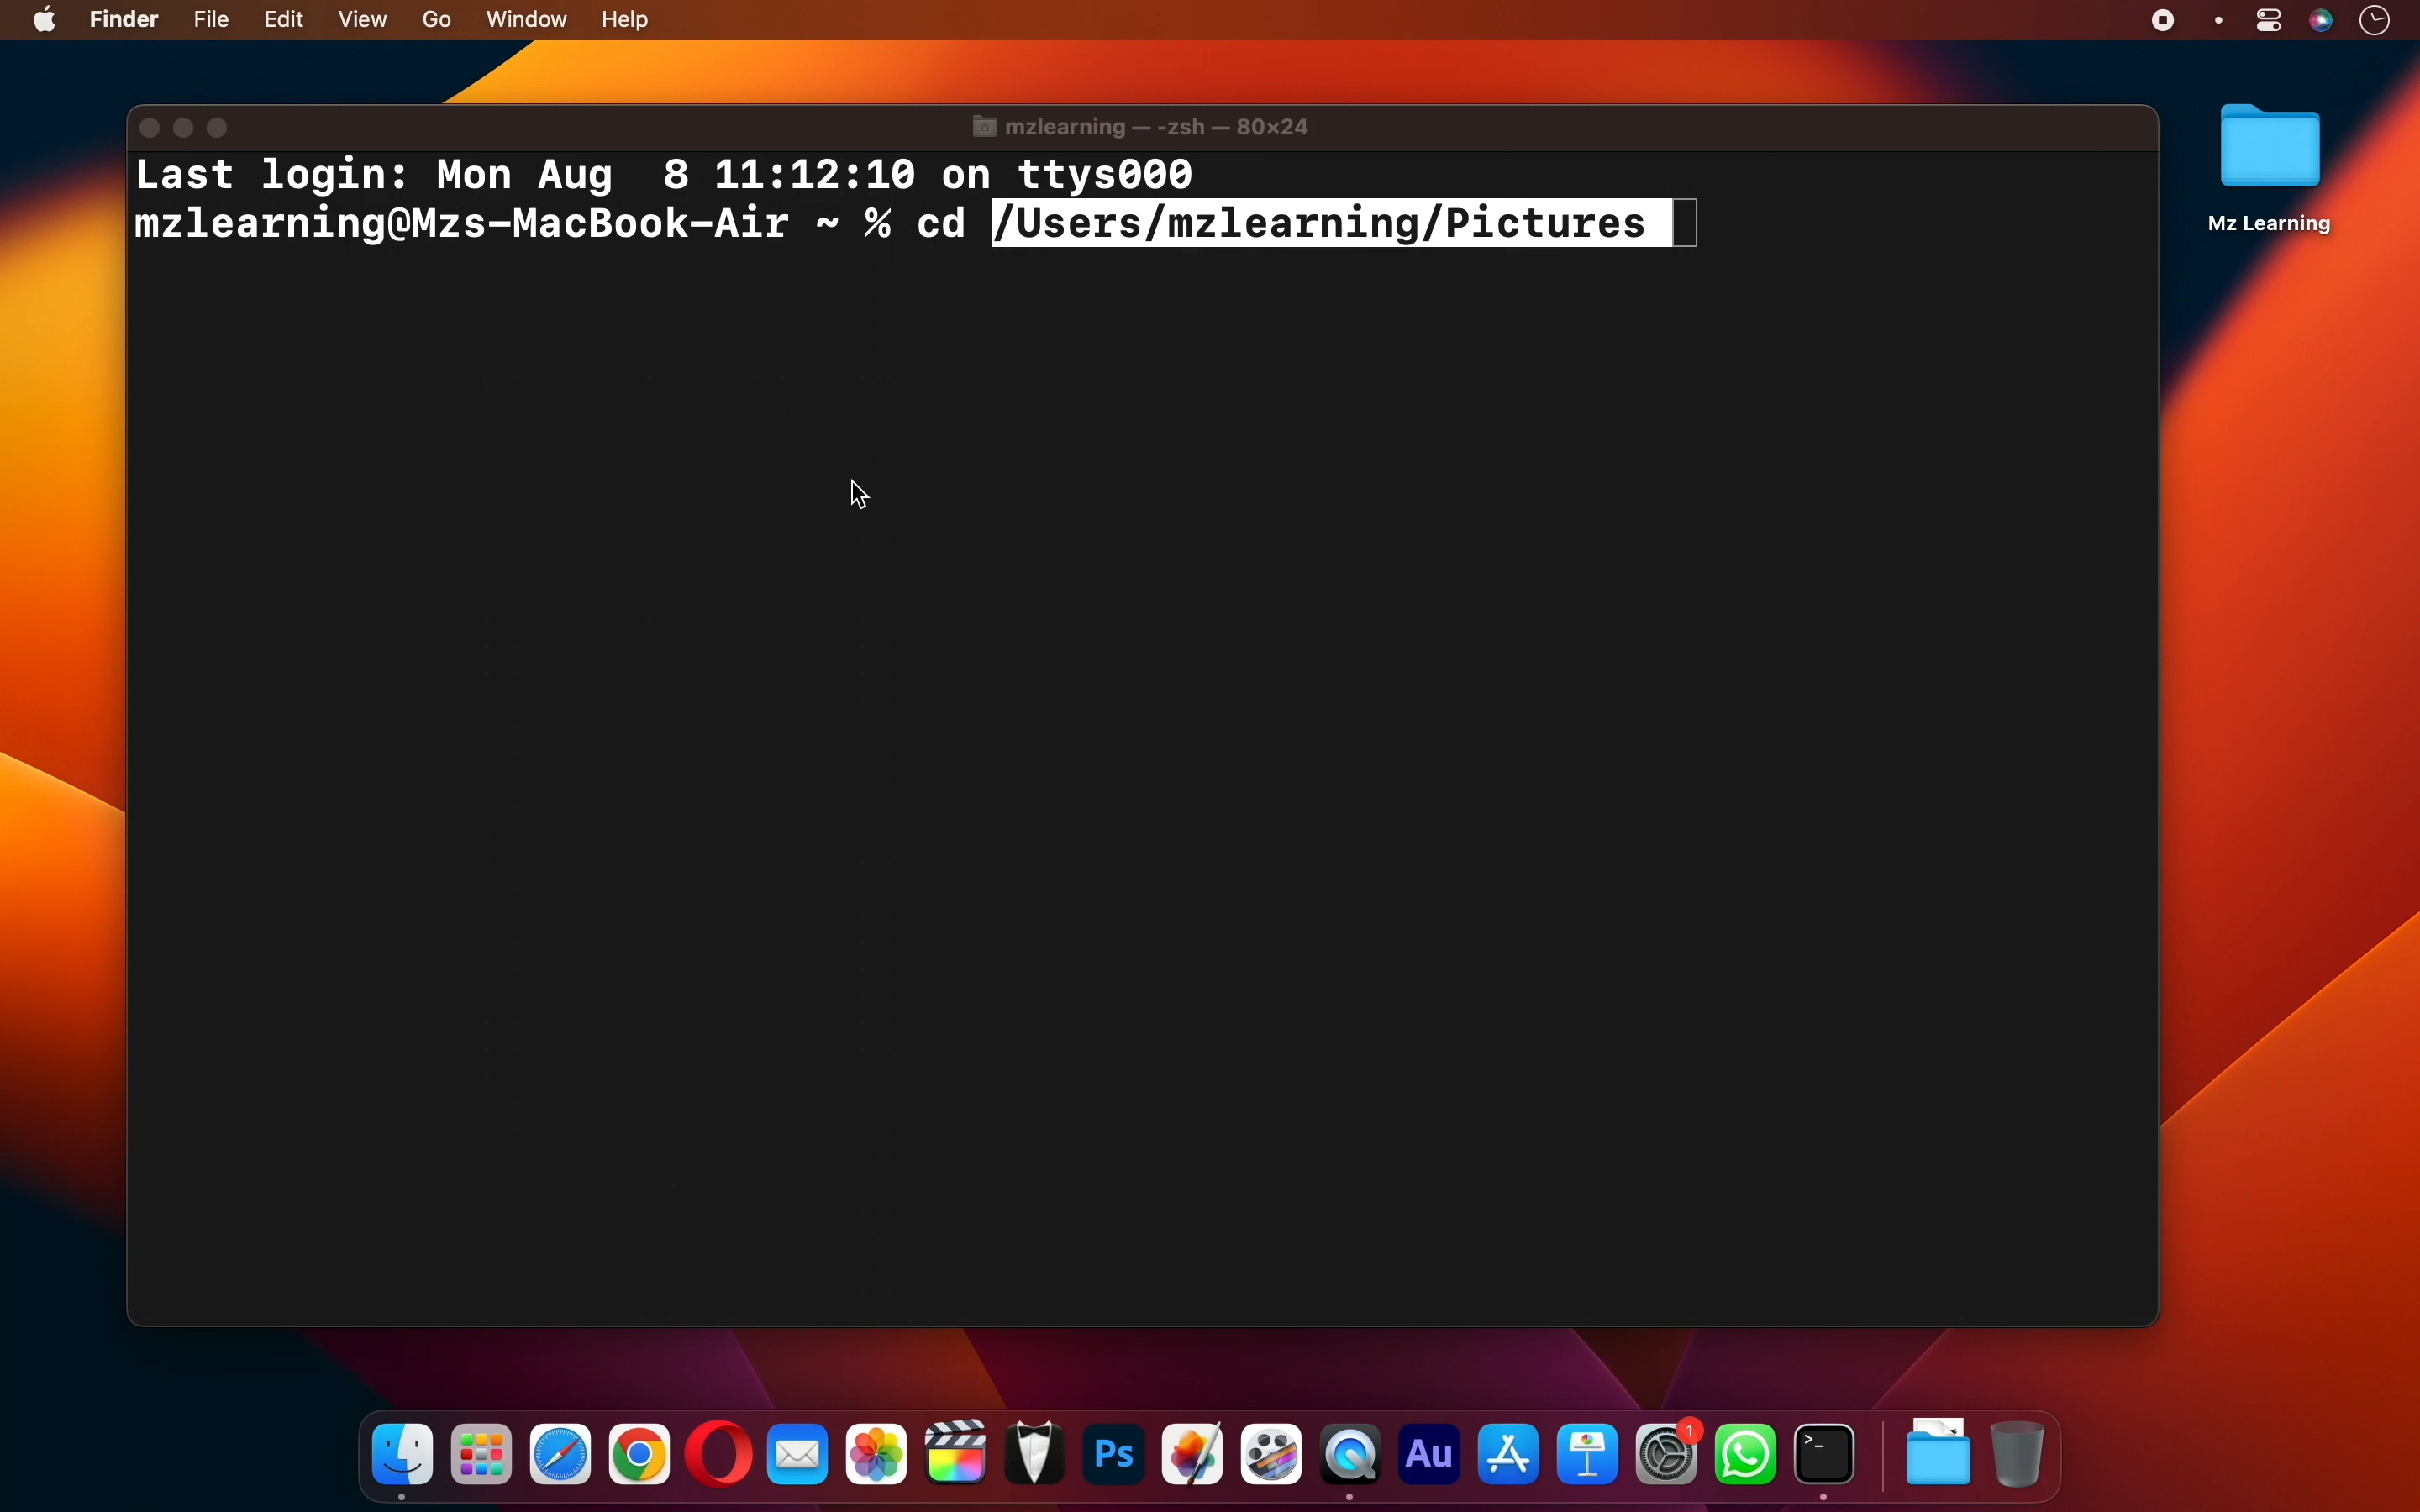 Finder File Edit View Go Window Help
mzlearning — -zsh — 80×24
Last login: Mon Aug  8 11:12:10 on ttys000
mzlearning@Mzs-MacBook-Air ~ % cd /Users/mzlearning/Pictures
Mz Learning
Ps
Au
1
>_